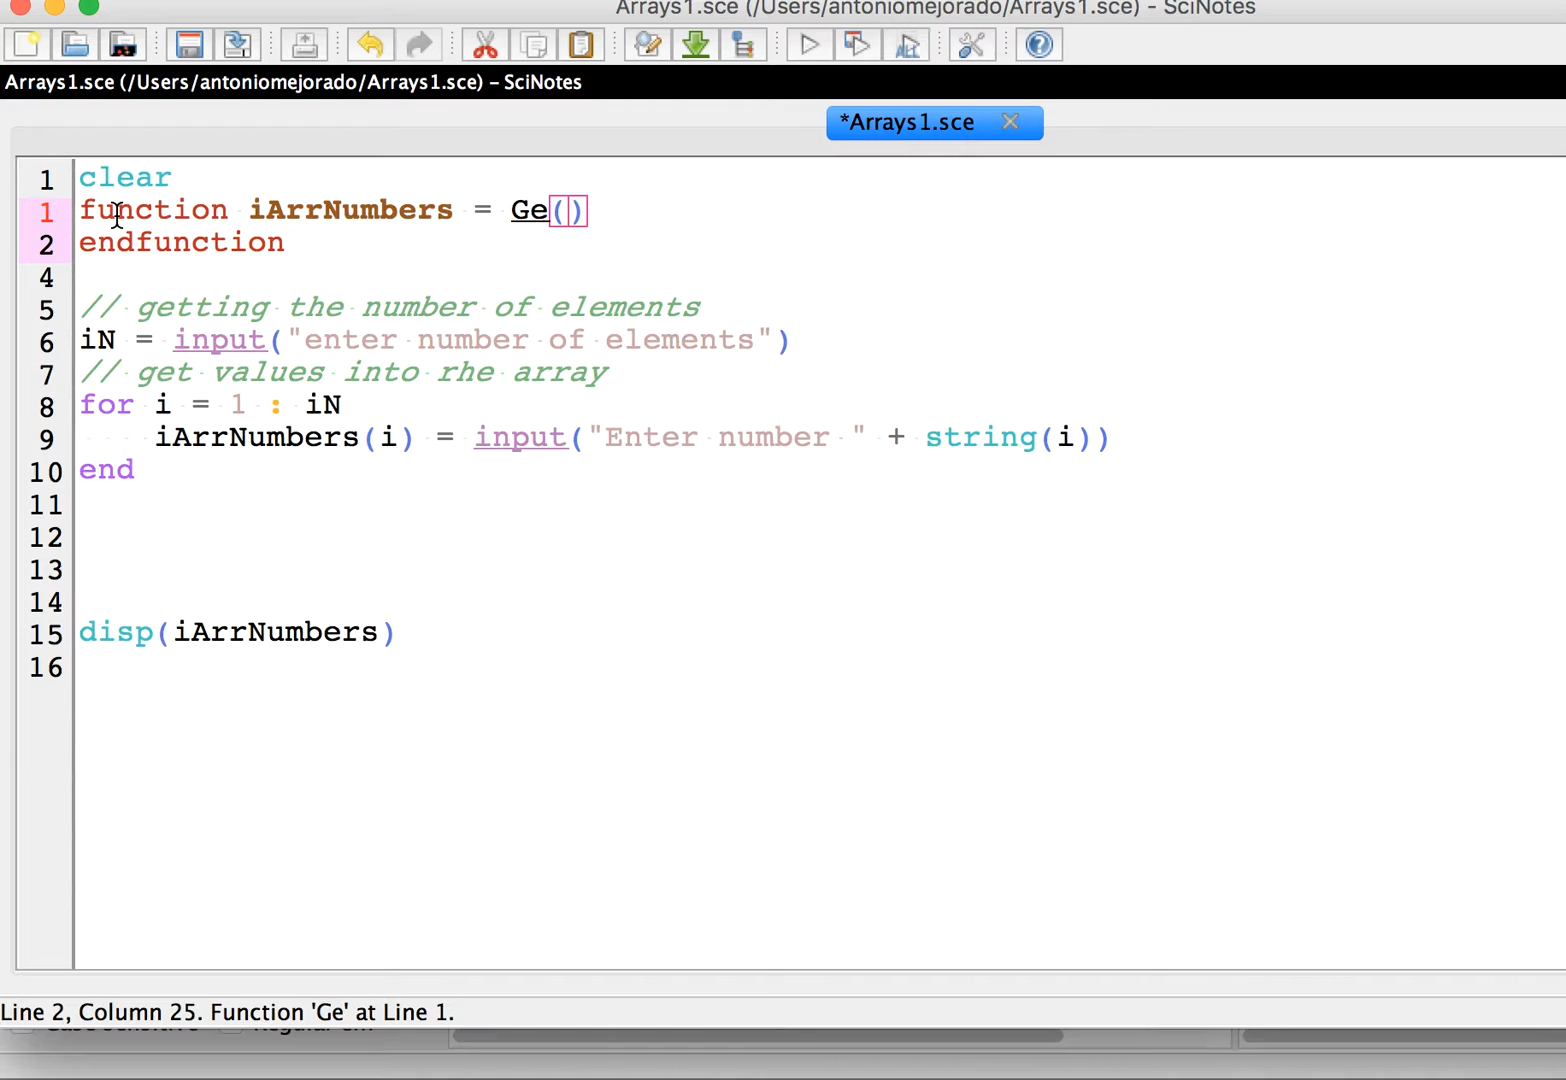 Arrays1.sce (/Users/antoniomejorado/Arrays1.sce) - SciNotes
Arrays1.sce (/Users/antoniomejorado/Arrays1.sce) - SciNotes
*Arrays1.sce
1 clear
1 function iArrNumbers = Ge()
2 endfunction
4
5 // getting the number of elements
6 iN = input("enter number of elements")
7 // get values into rhe array
8 for i = 1 : iN
9 iArrNumbers(i) = input("Enter number " + string(i))
10 end
11
12
13
14
15 disp(iArrNumbers)
16
Line 2, Column 25. Function 'Ge' at Line 1.